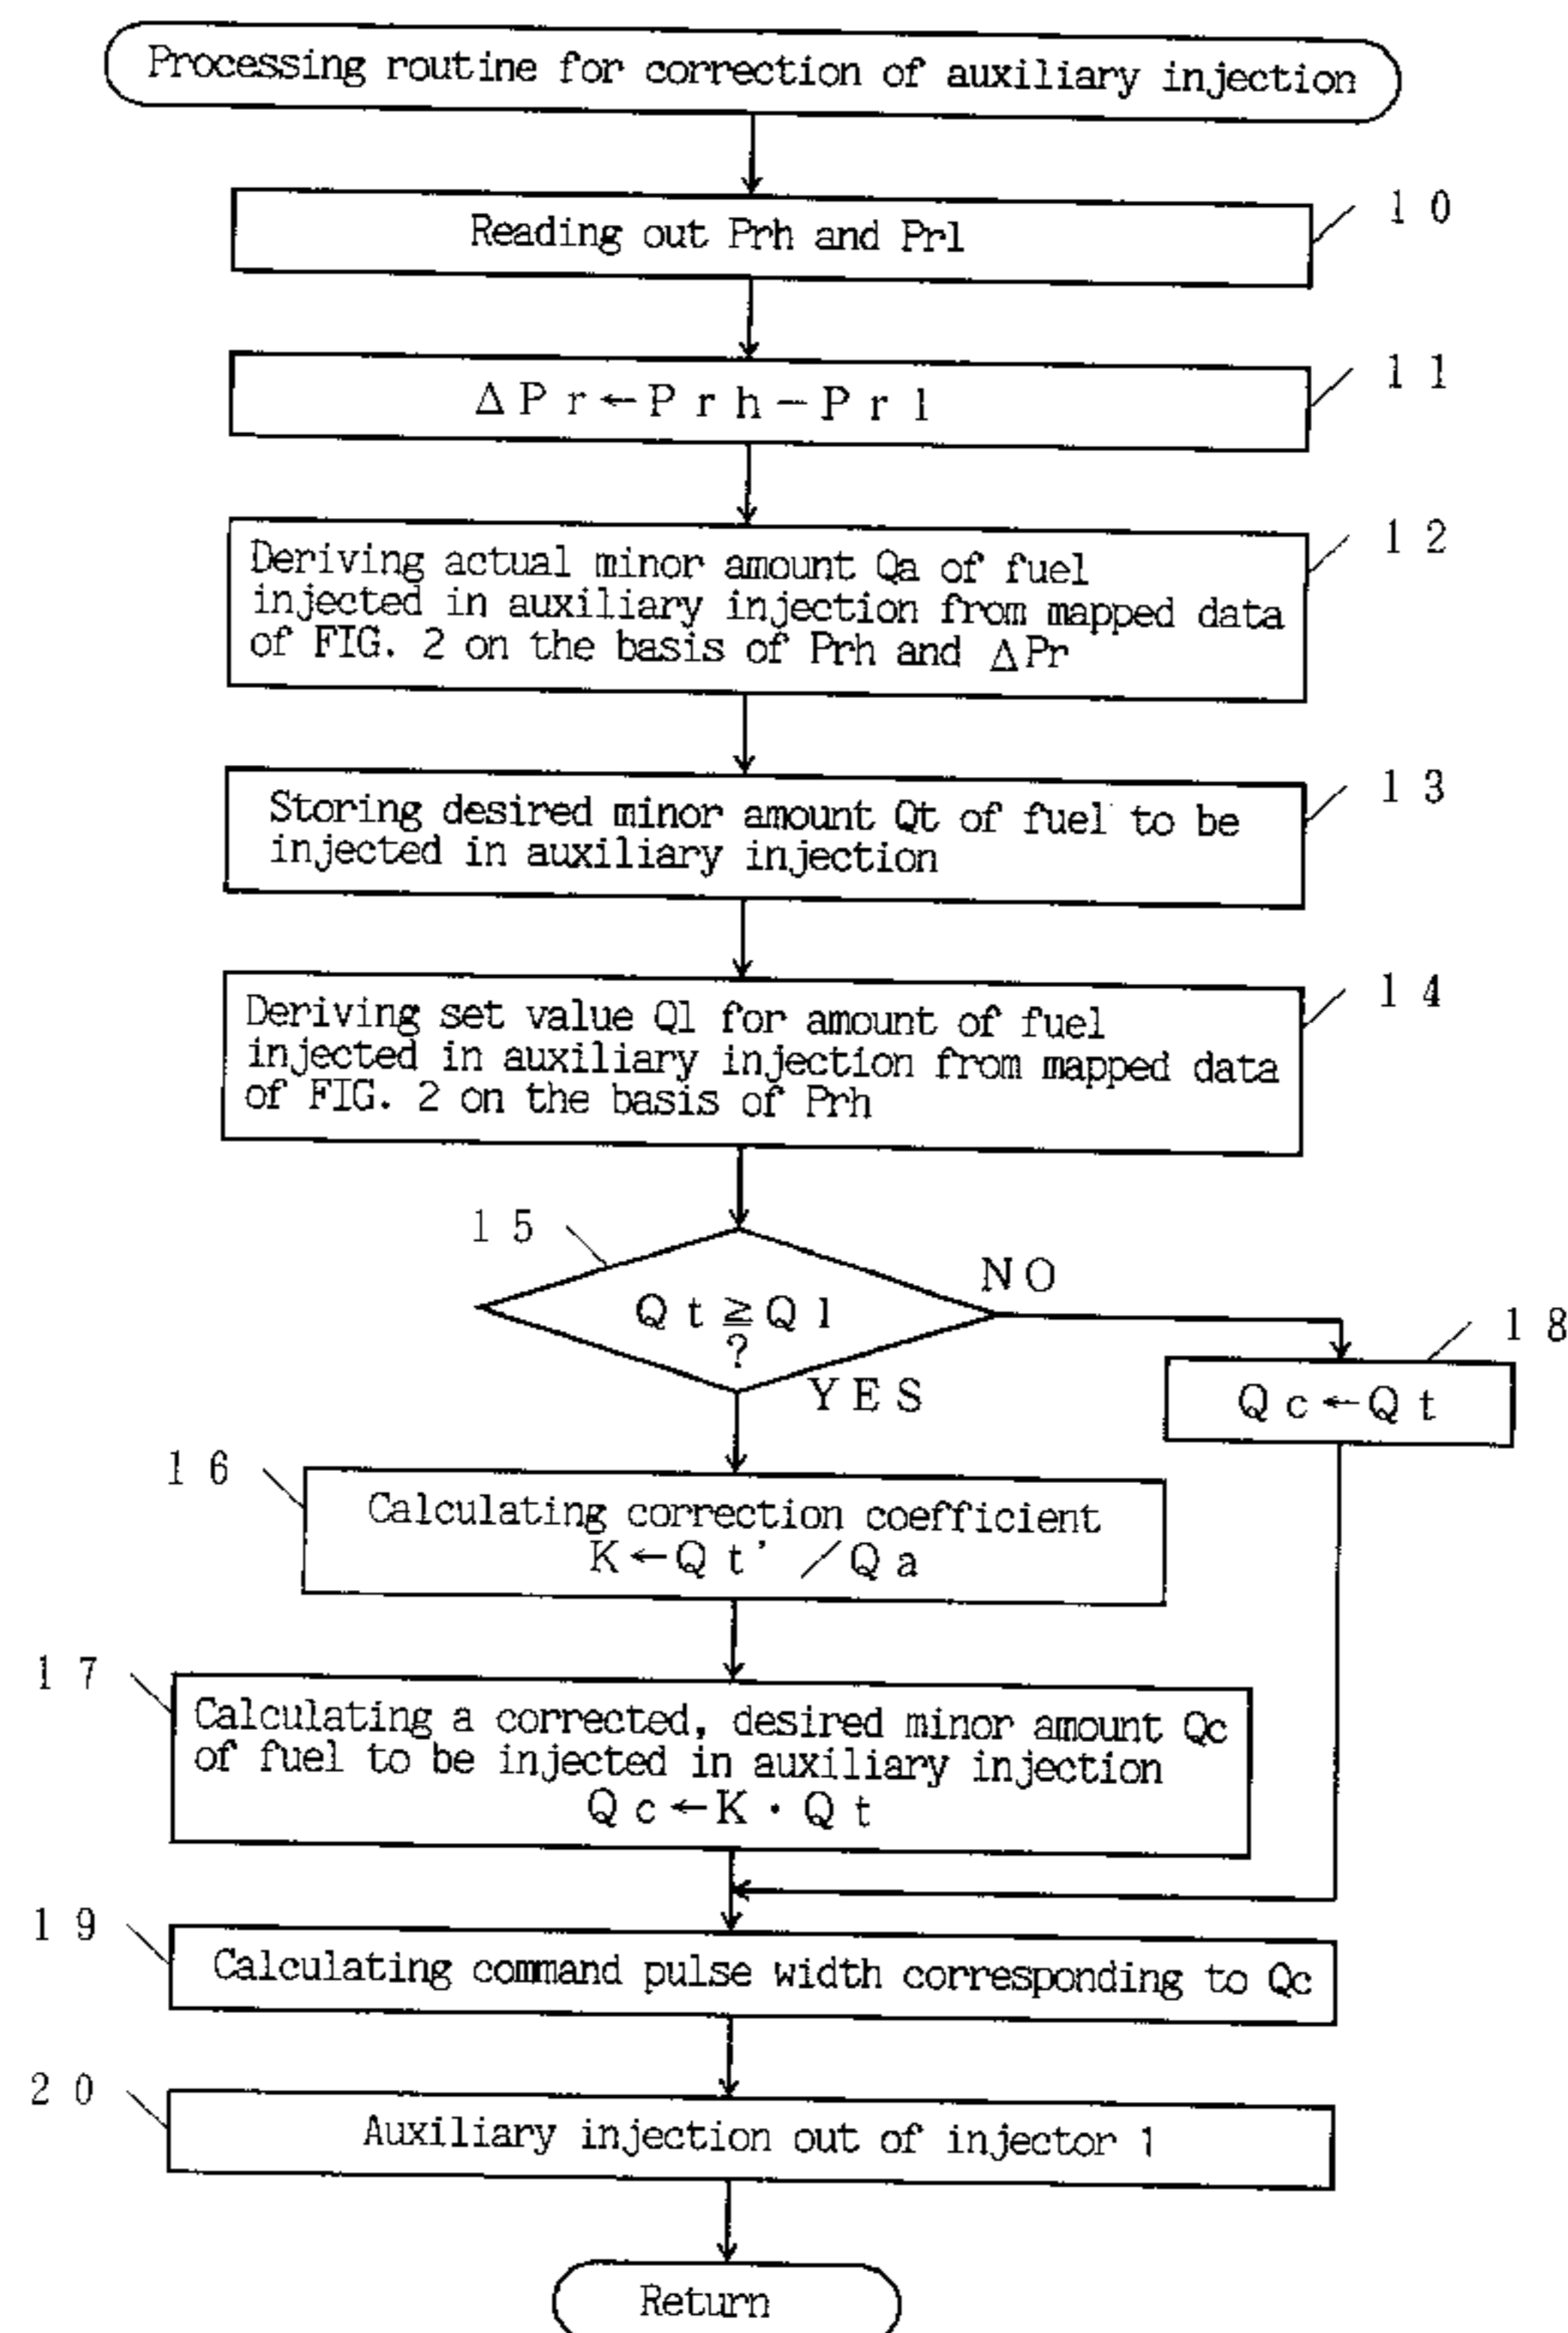 Processing routine for correction of auxiliary injection
Reading out Prh and Prl
10
ΔPr←Prh−Prl
11
Deriving actual minor amount Qa of fuel
injected in auxiliary injection from mapped data
of FIG. 2 on the basis of Prh and ΔPr
12
Storing desired minor amount Qt of fuel to be
injected in auxiliary injection
13
Deriving set value Ql for amount of fuel
injected in auxiliary injection from mapped data
of FIG. 2 on the basis of Prh
14
15
Qt≧Ql
?
NO
YES
18
Qc←Qt
16
Calculating correction coefficient
K←Qt'/Qa
17
Calculating a corrected, desired minor amount Qc
of fuel to be injected in auxiliary injection
Qc←K・Qt
19
Calculating command pulse width corresponding to Qc
20
Auxiliary injection out of injector 1
Return